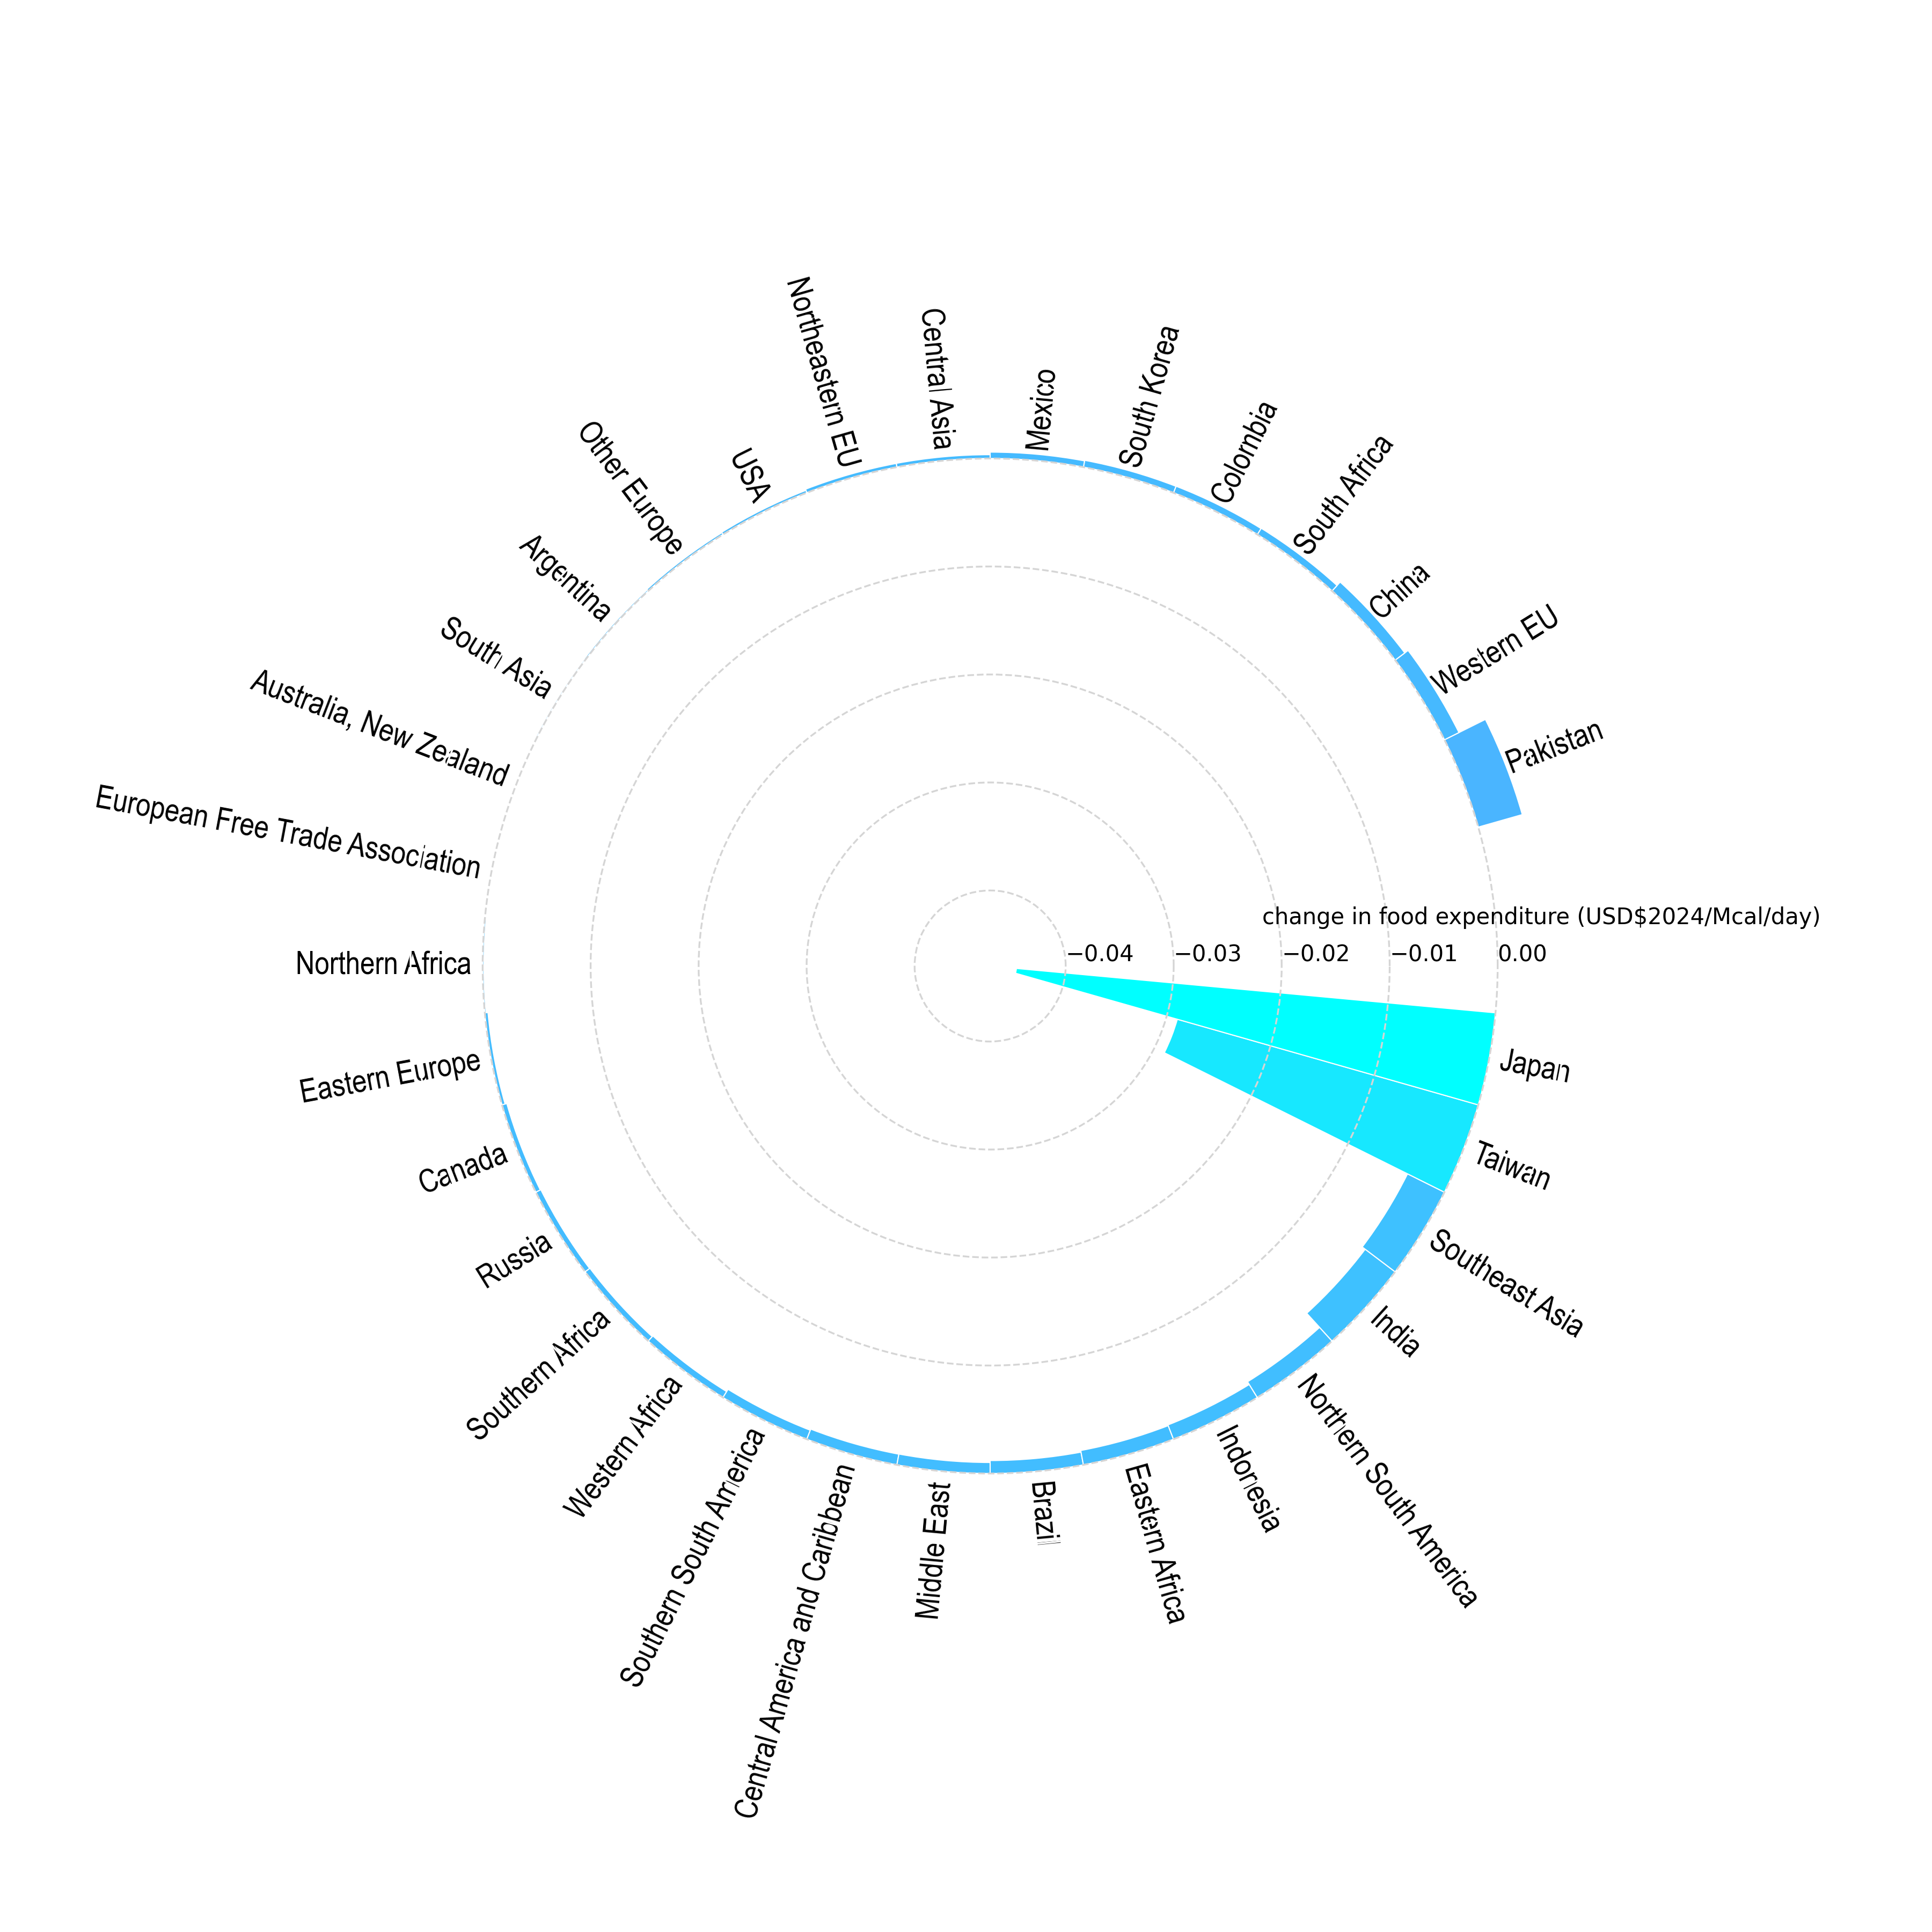 Northeastern EU
Central Asia
Mexico
South Korea
Colombia
South Africa
China
Western EU
Pakistan
Other Europe
USA
Argentina
South Asia
Australia, New Zealand
European Free Trade Association
Northern Africa
Eastern Europe
Canada
Russia
Southern Africa
Western Africa
Southern South America
Central America and Caribbean
Middle East
Brazil
Eastern Africa
Indonesia
Northern South America
India
Southeast Asia
Taiwan
Japan
change in food expenditure (USD$2024/Mcal/day)
−0.04 −0.03 −0.02 −0.01 0.00